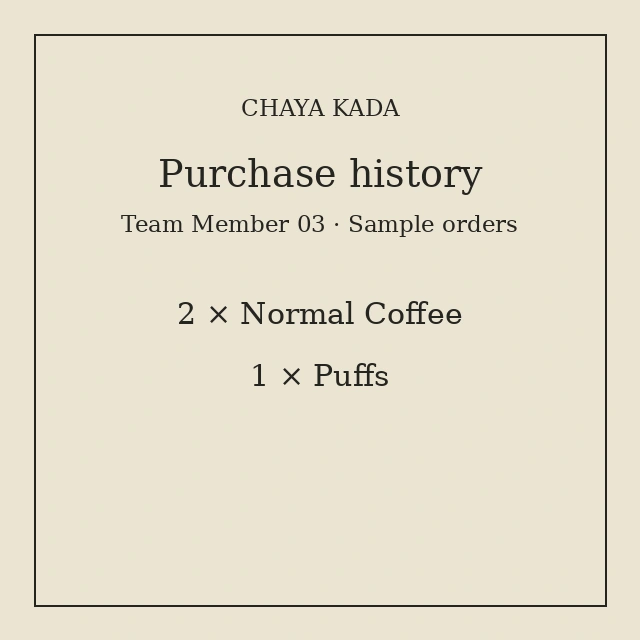 CHAYA KADA
Purchase history
Team Member 03 · Sample orders
2 × Normal Coffee
1 × Puffs